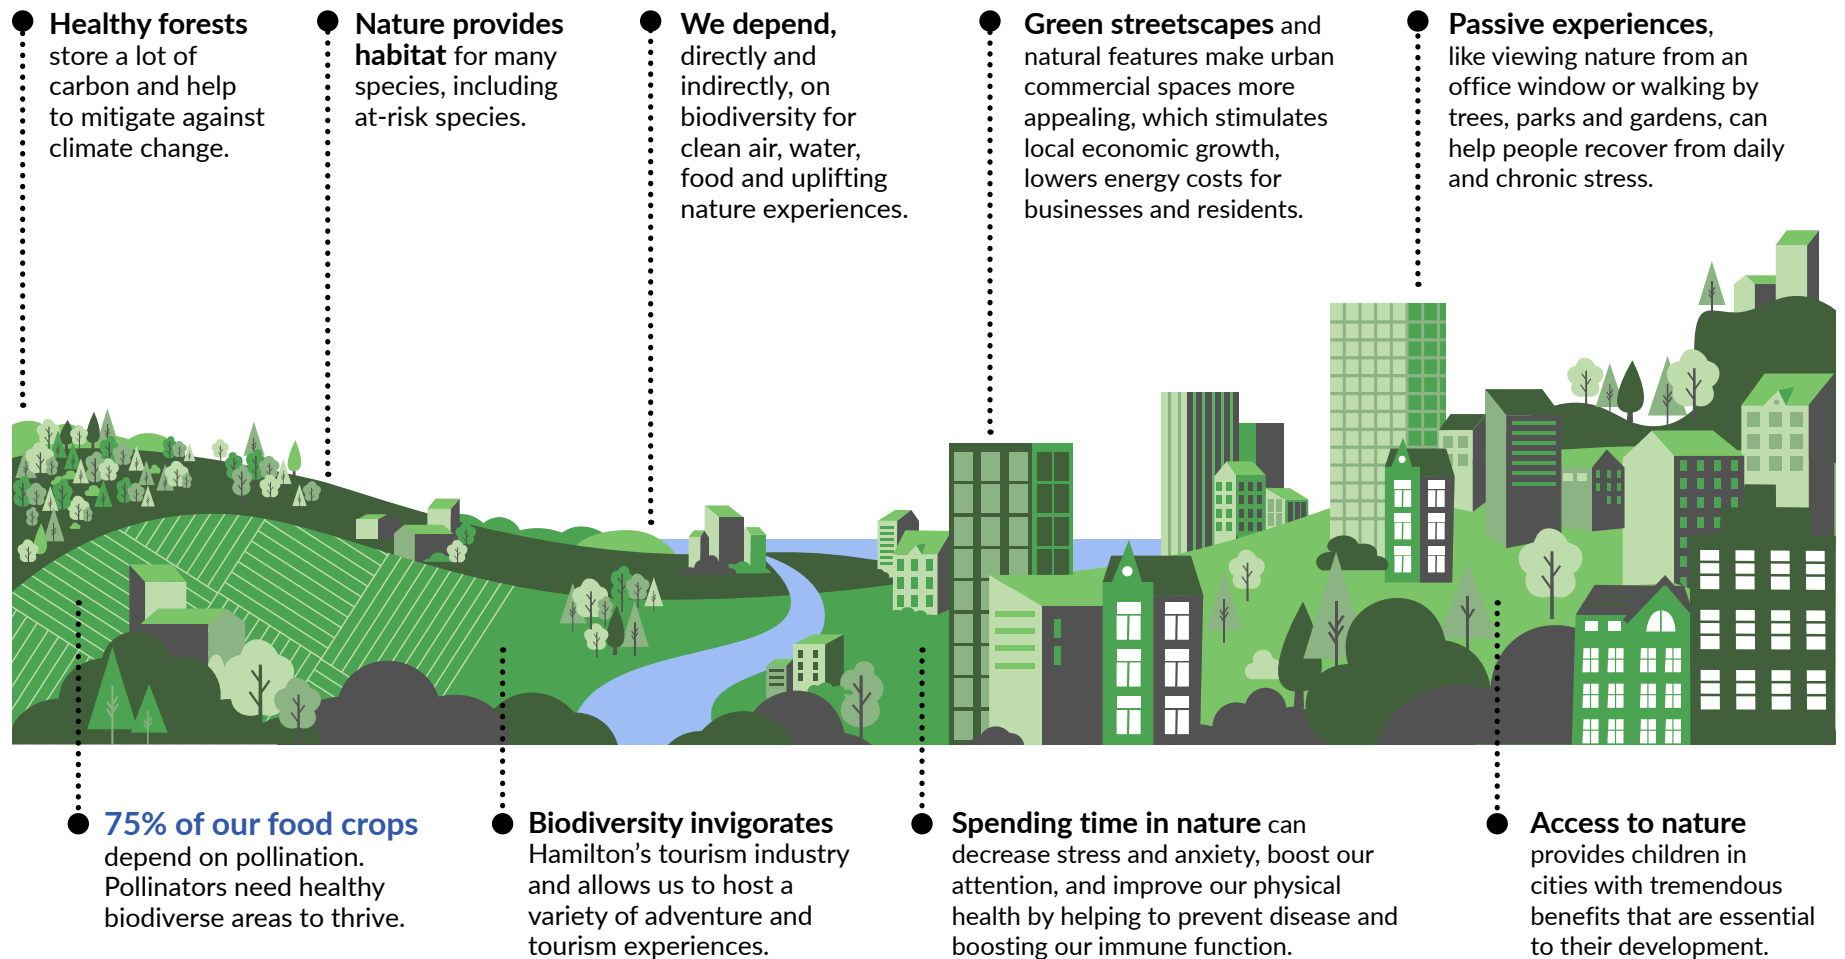 Healthy forests
store a lot of
carbon and help
to mitigate against
climate change.
Nature provides
habitat for many
species, including
at-risk species.
We depend,
directly and
indirectly, on
biodiversity for
clean air, water,
food and uplifting
nature experiences.
Green streetscapes and
natural features make urban
commercial spaces more
appealing, which stimulates
local economic growth,
lowers energy costs for
businesses and residents.
Passive experiences,
like viewing nature from an
office window or walking by
trees, parks and gardens, can
help people recover from daily
and chronic stress.
75% of our food crops
depend on pollination.
Pollinators need healthy
biodiverse areas to thrive.
Biodiversity invigorates
Hamilton’s tourism industry
and allows us to host a
variety of adventure and
tourism experiences.
Spending time in nature can
decrease stress and anxiety, boost our
attention, and improve our physical
health by helping to prevent disease and
boosting our immune function.
Access to nature
provides children in
cities with tremendous
benefits that are essential
to their development.